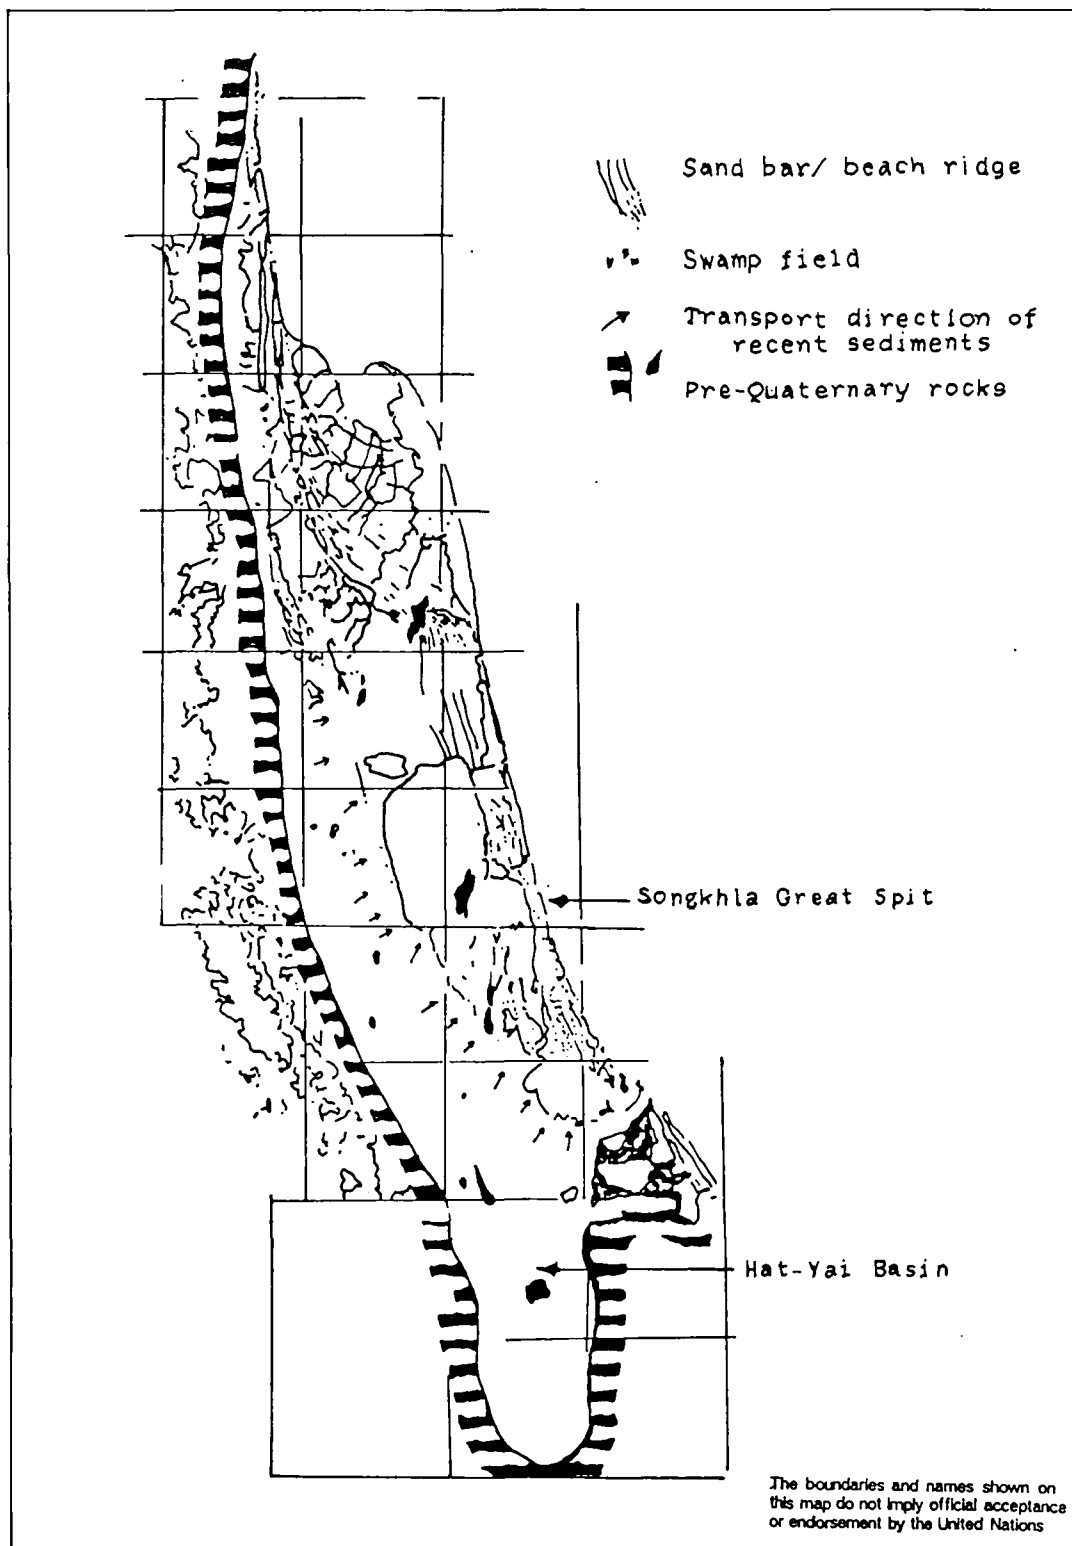 Sand bar/ beach ridge
Swamp field
Transport direction of
recent sediments
Pre-Quaternary rocks
Songkhla Great Spit
Hat-Yai Basin
The boundaries and names shown on
this map do not imply official acceptance
or endorsement by the United Nations